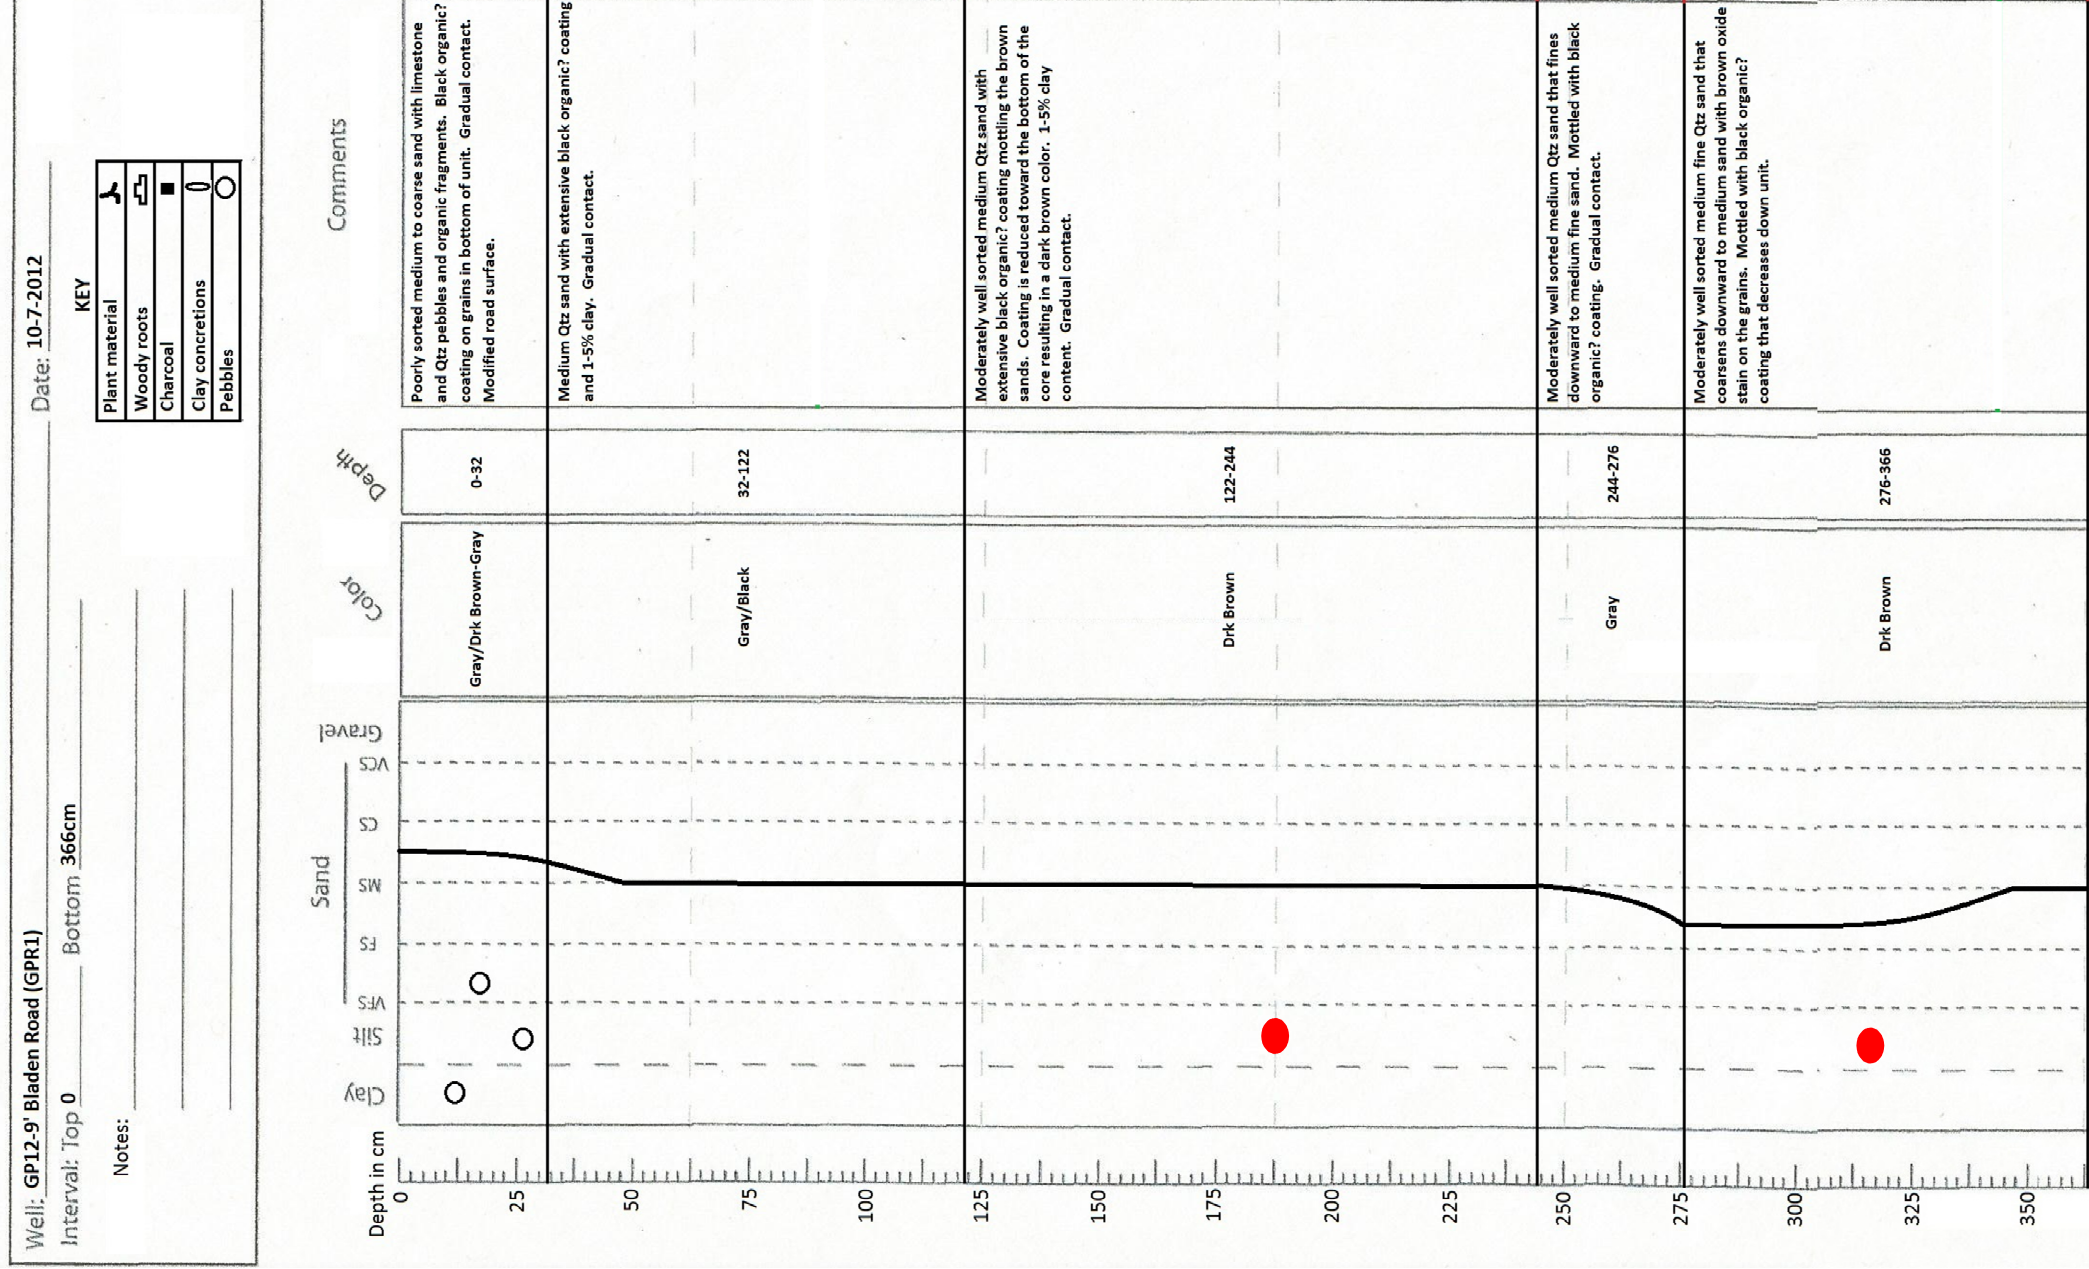 Well: GP12-9' Bladen Road (GPR1) Date: 10-7-2012
Interval: Top 0 Bottom 366cm
Notes:
KEY
Plant material
Woody roots
Charcoal
Clay concretions
Pebbles
Depth in cm
Clay
Silt
Sand
VFS
FS
MS
CS
VCS
Gravel
Color
Depth
Comments
0
25
50
75
100
125
150
175
200
225
250
275
300
325
350
Gray/Drk Brown-Gray
0-32
Poorly sorted medium to coarse sand with limestone
and Qtz pebbles and organic fragments. Black organic?
coating on grains in bottom of unit. Gradual contact.
Modified road surface.
Gray/Black
32-122
Medium Qtz sand with extensive black organic? coating
and 1-5% clay. Gradual contact.
Drk Brown
122-244
Moderately well sorted medium Qtz sand with
extensive black organic? coating mottling the brown
sands. Coating is reduced toward the bottom of the
core resulting in a dark brown color. 1-5% clay
content. Gradual contact.
Gray
244-276
Moderately well sorted medium Qtz sand that fines
downward to medium fine sand. Mottled with black
organic? coating. Gradual contact.
Drk Brown
276-366
Moderately well sorted medium fine Qtz sand that
coarsens downward to medium sand with brown oxide
stain on the grains. Mottled with black organic?
coating that decreases down unit.